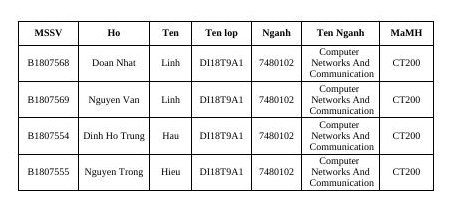 MSSV Ho Ten Ten lop Nganh Ten Nganh MaMH
B1807568 Doan Nhat Linh DI18T9A1 7480102 Computer Networks And Communication CT200
B1807569 Nguyen Van Linh DI18T9A1 7480102 Computer Networks And Communication CT200
B1807554 Dinh Ho Trung Hau DI18T9A1 7480102 Computer Networks And Communication CT200
B1807555 Nguyen Trong Hieu DI18T9A1 7480102 Computer Networks And Communication CT200